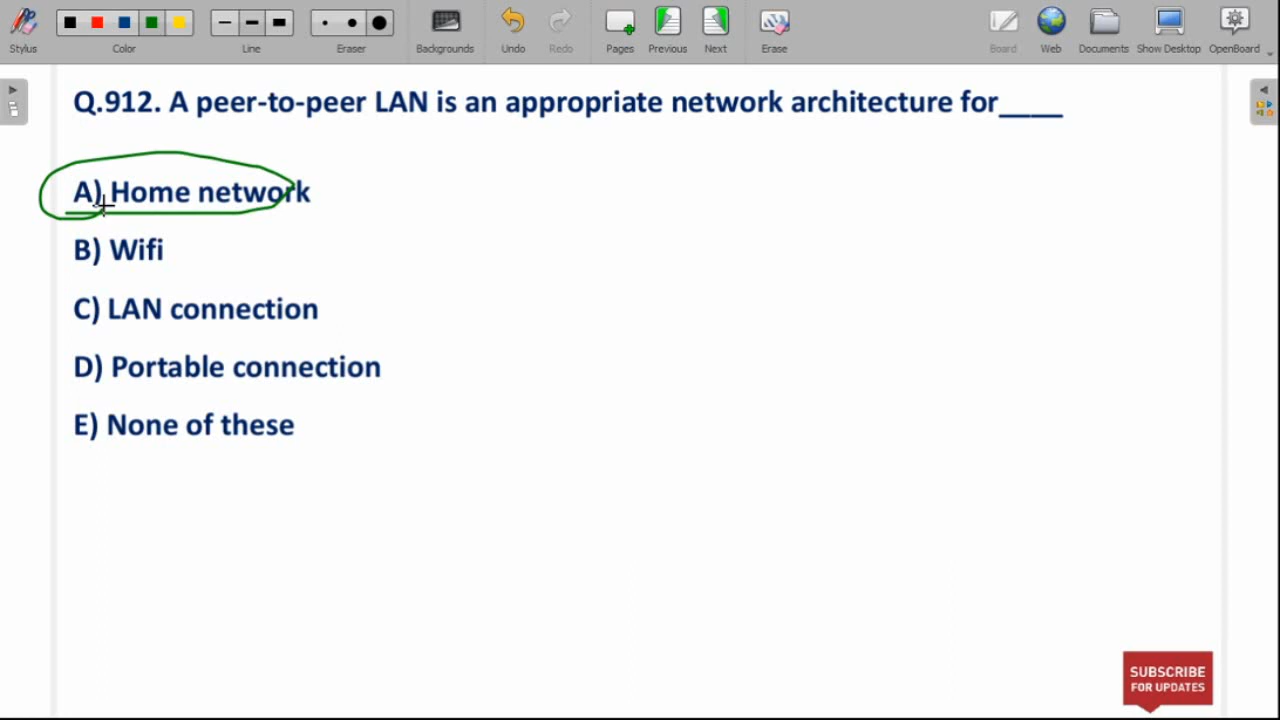 Stylus Color Line Eraser Backgrounds Undo Redo Pages Previous Next Erase Board Web Documents Show Desktop OpenBoard
Q.912. A peer-to-peer LAN is an appropriate network architecture for____
A) Home network
B) Wifi
C) LAN connection
D) Portable connection
E) None of these
SUBSCRIBE
FOR UPDATES